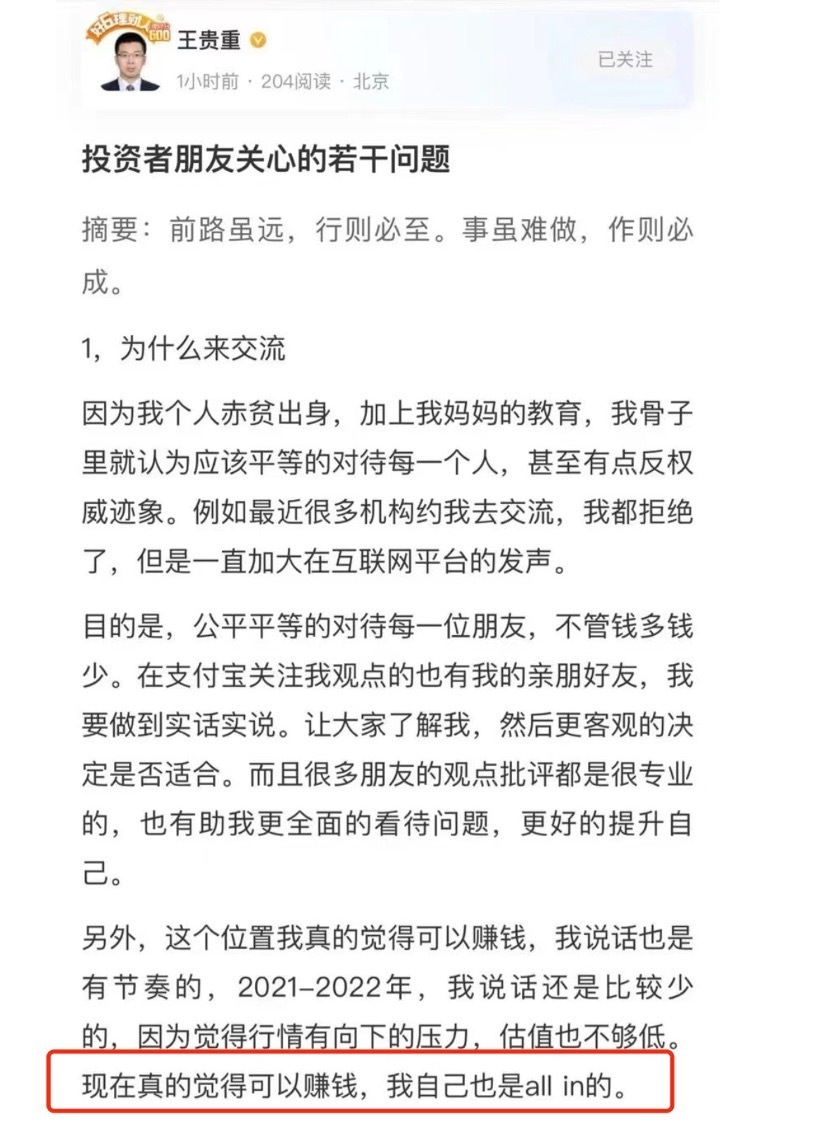 王贵重
1小时前 · 204阅读 · 北京
已关注
投资者朋友关心的若干问题
摘要：前路虽远，行则必至。事虽难做，作则必
成。
1，为什么来交流
因为我个人赤贫出身，加上我妈妈的教育，我骨子
里就认为应该平等的对待每一个人，甚至有点反权
威迹象。例如最近很多机构约我去交流，我都拒绝
了，但是一直加大在互联网平台的发声。
目的是，公平平等的对待每一位朋友，不管钱多钱
少。在支付宝关注我观点的也有我的亲朋好友，我
要做到实话实说。让大家了解我，然后更客观的决
定是否适合。而且很多朋友的观点批评都是很专业
的，也有助我更全面的看待问题，更好的提升自
己。
另外，这个位置我真的觉得可以赚钱，我说话也是
有节奏的，2021-2022年，我说话还是比较少
的，因为觉得行情有向下的压力，估值也不够低。
现在真的觉得可以赚钱，我自己也是all in的。